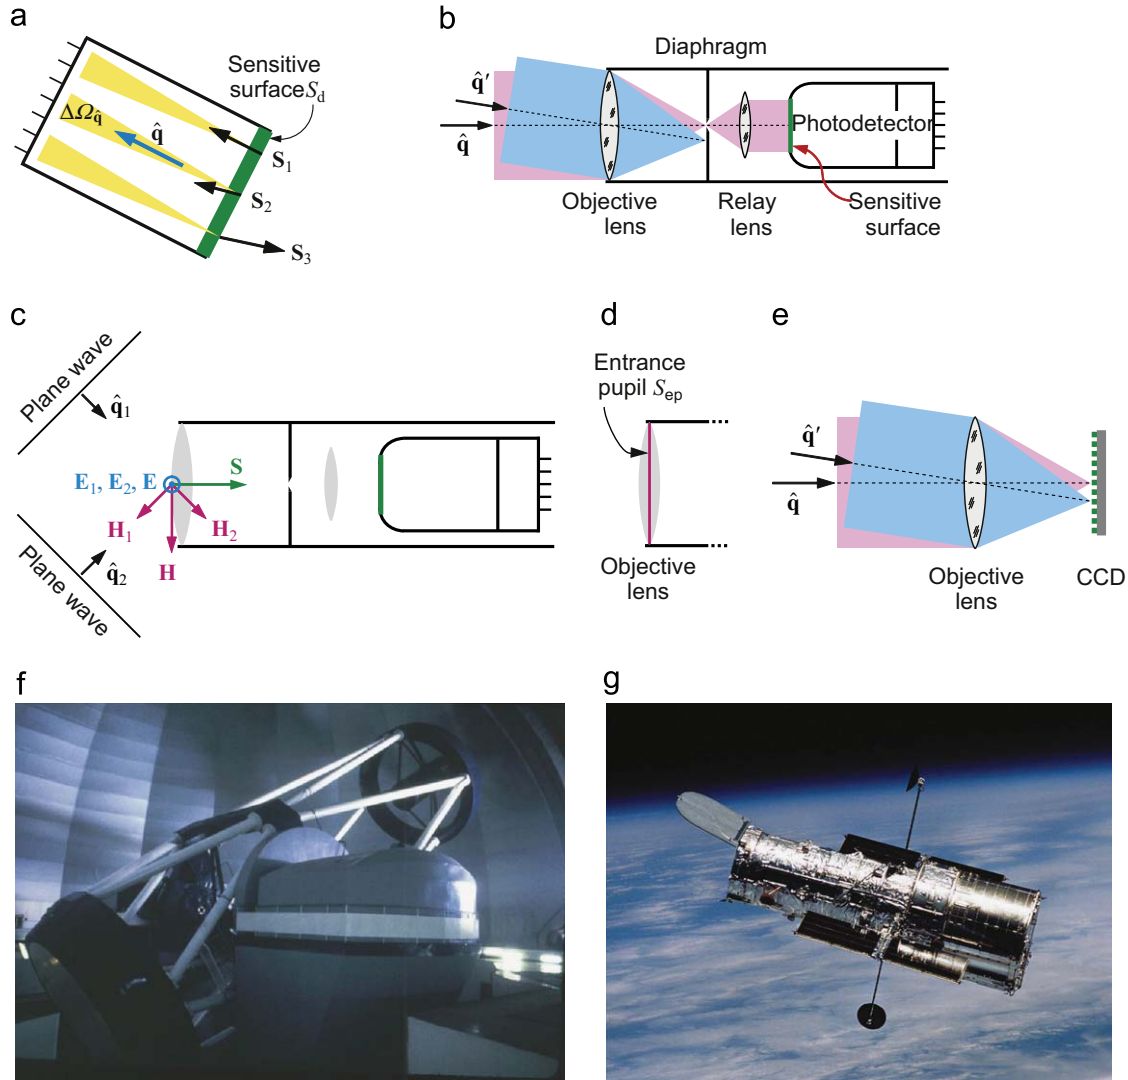 a
Sensitive
surface S_d
ΔΩ_q̂
q̂
S₁
S₂
S₃
b
Diaphragm
q̂′
q̂
Photodetector
Objective
lens
Relay
lens
Sensitive
surface
c
Plane wave
q̂₁
E₁, E₂, E
S
H₁
H₂
H
q̂₂
Plane wave
d
Entrance
pupil S_ep
Objective
lens
e
q̂′
q̂
Objective
lens
CCD
f
g